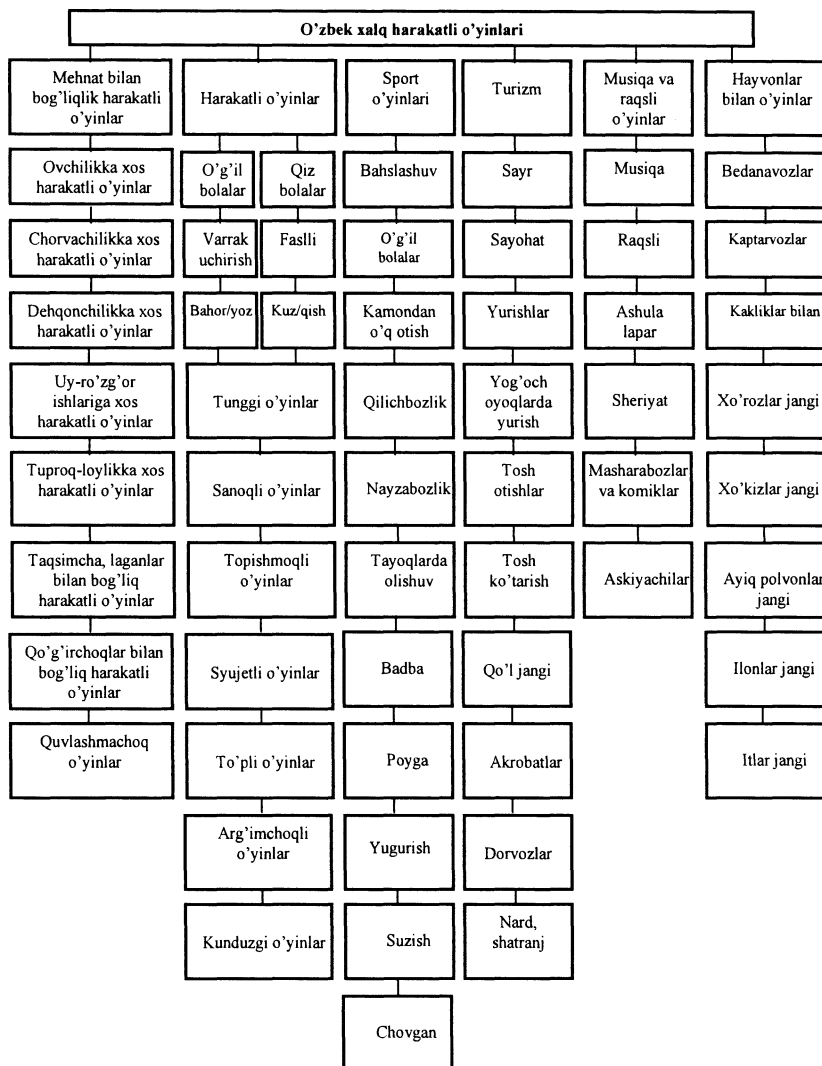 O'zbek xalq harakatli o'yinlari
Mehnat bilan
bog'liqlik harakatli
o'yinlar
Ovchilikka xos
harakatli o'yinlar
Chorvachilikka xos
harakatli o'yinlar
Dehqonchilikka xos
harakatli o'yinlar
Uy-ro'zg'or
ishlariga xos
harakatli o'yinlar
Tuproq-loylikka xos
harakatli o'yinlar
Taqsimcha, laganlar
bilan bog'liq
harakatli o'yinlar
Qo'g'irchoqlar bilan
bog'liq harakatli
o'yinlar
Quvlashmachoq
o'yinlar
Harakatli o'yinlar
O'g'il
bolalar
Qiz
bolalar
Varrak
uchirish
Faslli
Bahor/yoz
Kuz/qish
Tunggi o'yinlar
Sanoqli o'yinlar
Topishmoqli
o'yinlar
Syujetli o'yinlar
To'pli o'yinlar
Arg'imchoqli
o'yinlar
Kunduzgi o'yinlar
Sport
o'yinlari
Bahslashuv
O'g'il
bolalar
Kamondan
o'q otish
Qilichbozlik
Nayzabozlik
Tayoqlarda
olishuv
Badba
Poyga
Yugurish
Suzish
Chovgan
Turizm
Sayr
Sayohat
Yurishlar
Yog'och
oyoqlarda
yurish
Tosh
otishlar
Tosh
ko'tarish
Qo'l jangi
Akrobatlar
Dorvozlar
Nard,
shatranj
Musiqa va
raqsli
o'yinlar
Musiqa
Raqsli
Ashula
lapar
Sheriyat
Masharabozlar
va komiklar
Askiyachilar
Hayvonlar
bilan o'yinlar
Bedanavozlar
Kaptarvozlar
Kakliklar bilan
Xo'rozlar jangi
Xo'kizlar jangi
Ayiq polvonlar
jangi
Ilonlar jangi
Itlar jangi